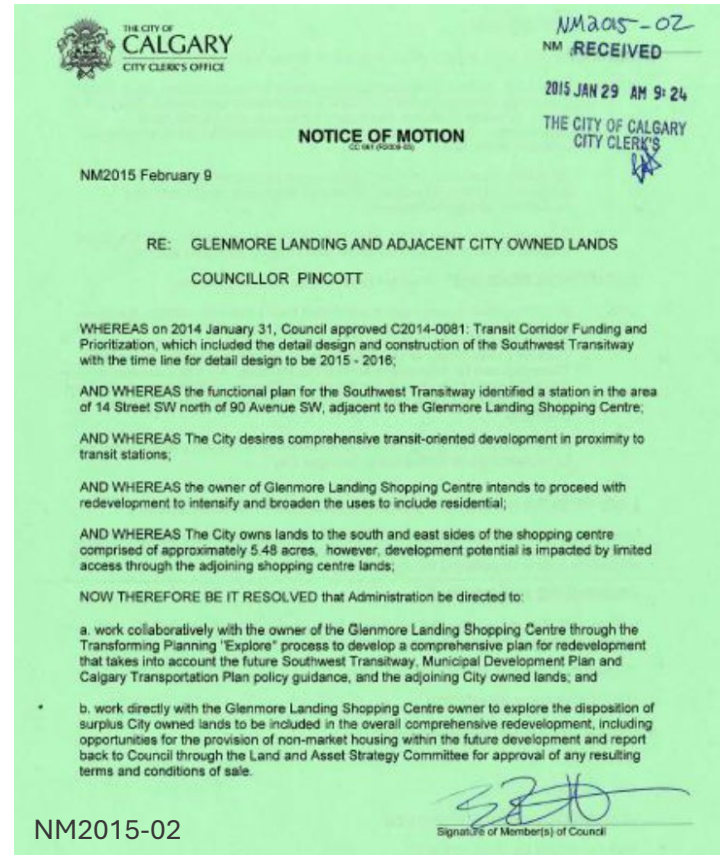 THE CITY OF
CALGARY
CITY CLERK'S OFFICE
NM2015-02
NM RECEIVED
2015 JAN 29 AM 9:24
THE CITY OF CALGARY
CITY CLERK'S
NOTICE OF MOTION
NM2015 February 9
RE: GLENMORE LANDING AND ADJACENT CITY OWNED LANDS
COUNCILLOR PINCOTT
WHEREAS on 2014 January 31, Council approved C2014-0081: Transit Corridor Funding and
Prioritization, which included the detail design and construction of the Southwest Transitway
with the time line for detail design to be 2015 - 2016;
AND WHEREAS the functional plan for the Southwest Transitway identified a station in the area
of 14 Street SW north of 90 Avenue SW, adjacent to the Glenmore Landing Shopping Centre;
AND WHEREAS The City desires comprehensive transit-oriented development in proximity to
transit stations;
AND WHEREAS the owner of Glenmore Landing Shopping Centre intends to proceed with
redevelopment to intensify and broaden the uses to include residential;
AND WHEREAS The City owns lands to the south and east sides of the shopping centre
comprised of approximately 5.48 acres, however, development potential is impacted by limited
access through the adjoining shopping centre lands;
NOW THEREFORE BE IT RESOLVED that Administration be directed to:
a. work collaboratively with the owner of the Glenmore Landing Shopping Centre through the
Transforming Planning "Explore" process to develop a comprehensive plan for redevelopment
that takes into account the future Southwest Transitway, Municipal Development Plan and
Calgary Transportation Plan policy guidance, and the adjoining City owned lands; and
b. work directly with the Glenmore Landing Shopping Centre owner to explore the disposition of
surplus City owned lands to be included in the overall comprehensive redevelopment, including
opportunities for the provision of non-market housing within the future development and report
back to Council through the Land and Asset Strategy Committee for approval of any resulting
terms and conditions of sale.
NM2015-02
Signature of Member(s) of Council